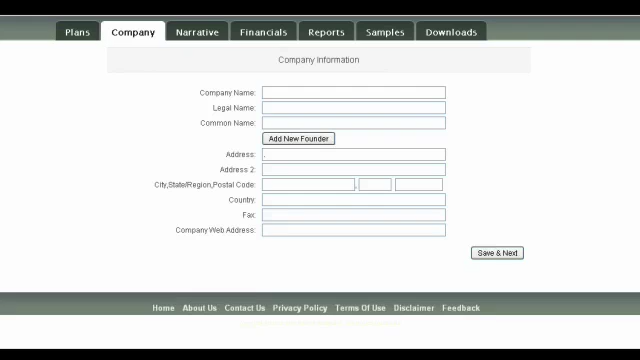 Plans Company Narrative Financials Reports Samples Downloads
Company Information
Company Name:
Legal Name:
Common Name:
Add New Founder
Address: .
Address 2:
City,State/Region,Postal Code: ,
Country:
Fax:
Company Web Address:
Save & Next
Home About Us Contact Us Privacy Policy Terms Of Use Disclaimer Feedback